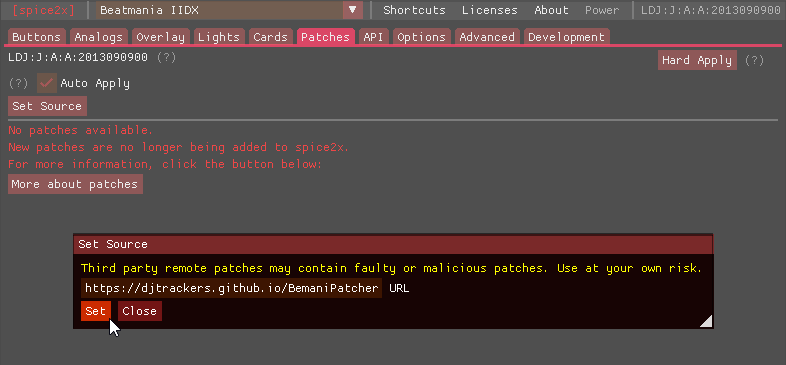 [spice2x] Beatmania IIDX Shortcuts Licenses About Power LDJ:J:A:A:2013090900
Buttons Analogs Overlay Lights Cards Patches API Options Advanced Development
LDJ:J:A:A:2013090900 (?) Hard Apply (?)
(?) Auto Apply
Set Source
No patches available.
New patches are no longer being added to spice2x.
For more information, click the button below:
More about patches
Set Source
Third party remote patches may contain faulty or malicious patches. Use at your own risk.
https://djtrackers.github.io/BemaniPatcher URL
Set Close